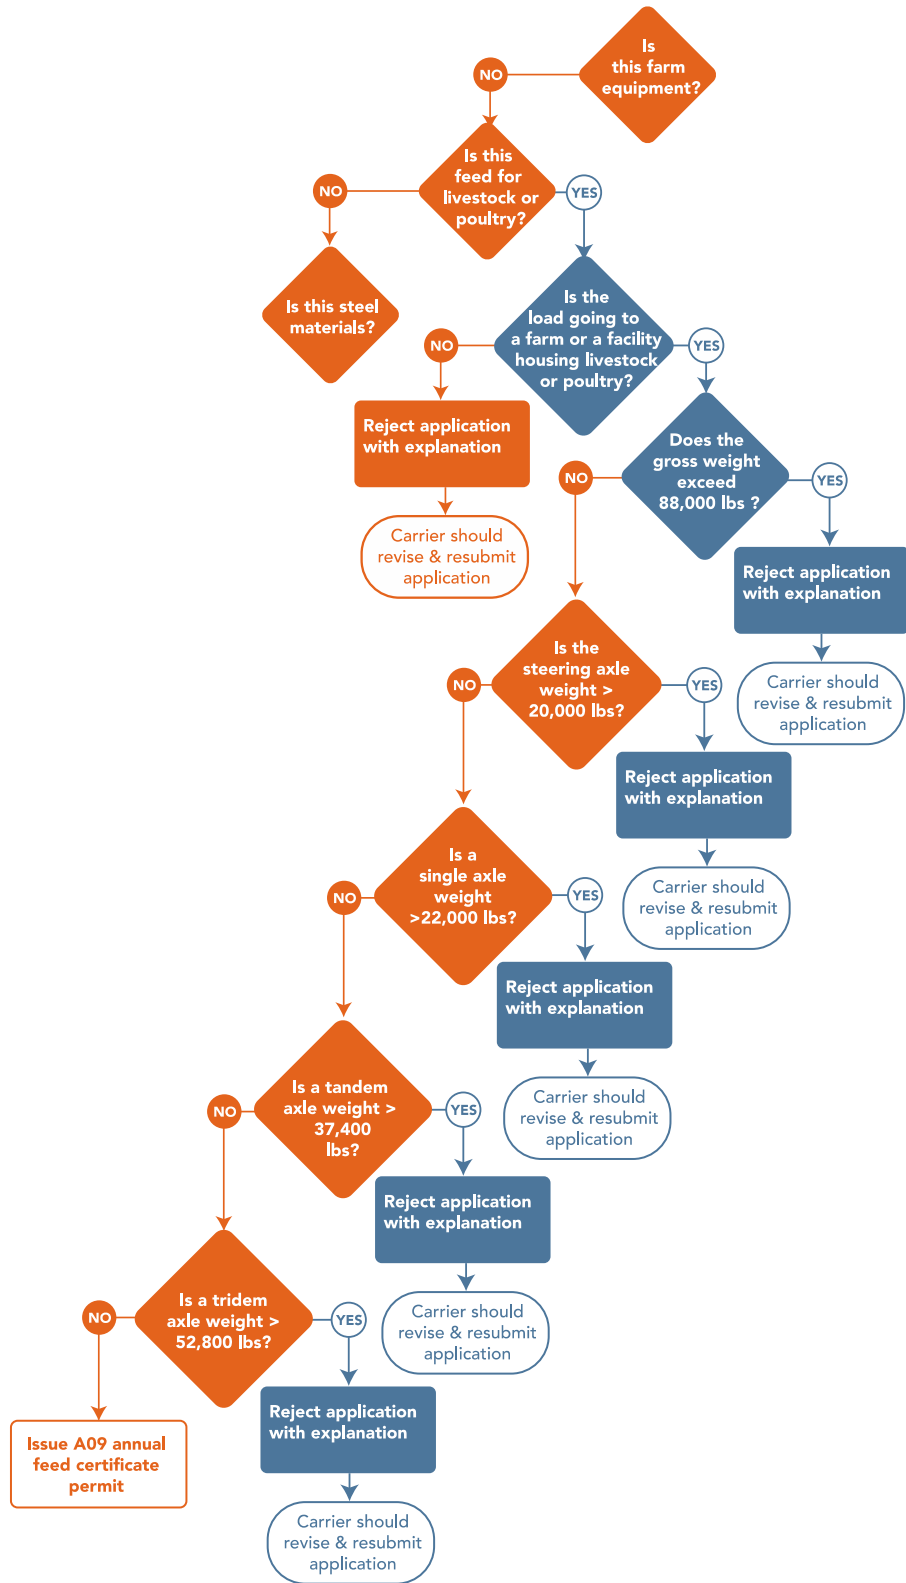 Is
this farm
equipment?
NO
Is this
feed for
livestock or
poultry?
NO
YES
Is this steel
materials?
Is the
load going to
a farm or a facility
housing livestock
or poultry?
NO
YES
Reject application
with explanation
Carrier should
revise & resubmit
application
Does the
gross weight
exceed
88,000 lbs ?
NO
YES
Reject application
with explanation
Carrier should
revise & resubmit
application
Is the
steering axle
weight >
20,000 lbs?
NO
YES
Reject application
with explanation
Carrier should
revise & resubmit
application
Is a
single axle
weight
>22,000 lbs?
NO
YES
Reject application
with explanation
Carrier should
revise & resubmit
application
Is a tandem
axle weight >
37,400
lbs?
NO
YES
Reject application
with explanation
Carrier should
revise & resubmit
application
Is a tridem
axle weight >
52,800 lbs?
NO
YES
Issue A09 annual
feed certificate
permit
Reject application
with explanation
Carrier should
revise & resubmit
application